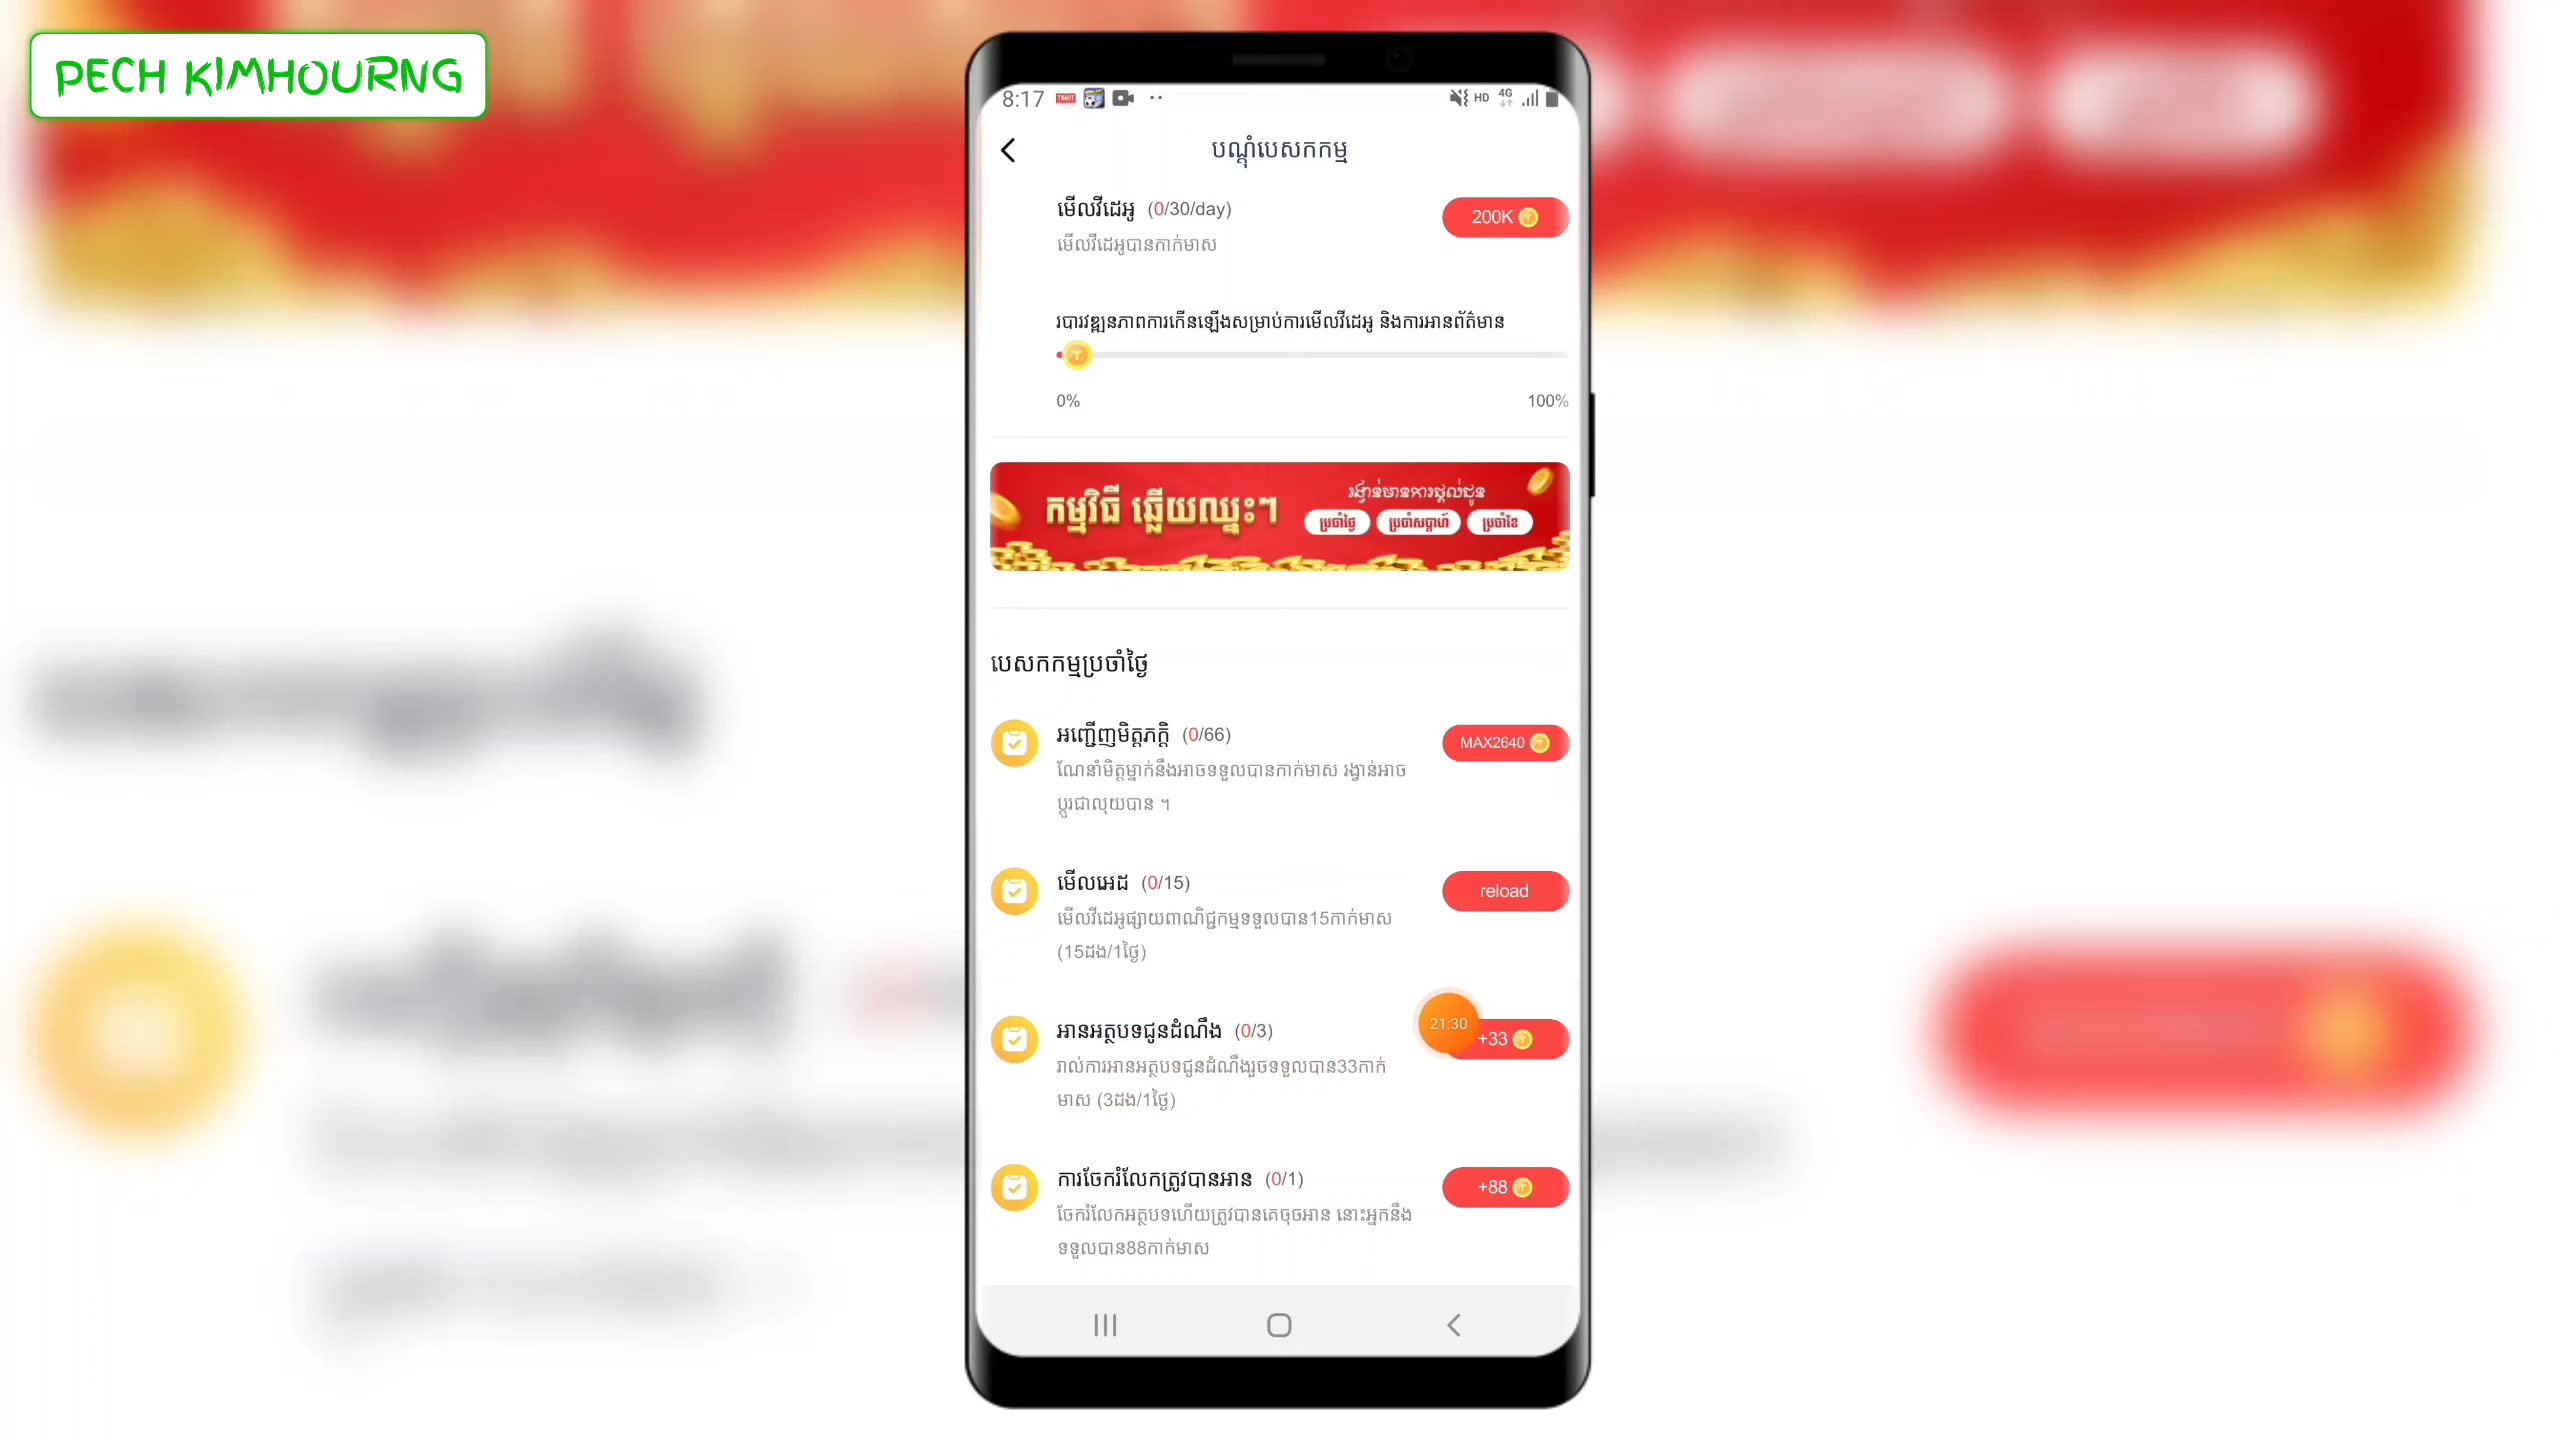 PECH KIMHOURNG
8:17
HD 4G
បណ្ដុំបេសកកម្ម
មើលវីដេអូ (0/30/day)
200K
មើលវីដេអូបានកាក់មាស
របារវឌ្ឍនភាពការកើនឡើងសម្រាប់ការមើលវីដេអូ និងការអានព័ត៌មាន
0% 100%
កម្មវិធី ឆ្លើយឈ្នះៗ
រង្វាន់មានការផ្ដល់ជូន
ប្រចាំថ្ងៃ ប្រចាំសប្ដាហ៍ ប្រចាំខែ
បេសកកម្មប្រចាំថ្ងៃ
អញ្ជើញមិត្តភក្តិ (0/66)
MAX2640
ណែនាំមិត្តម្នាក់នឹងអាចទទួលបានកាក់មាស រង្វាន់អាច
ប្ដូរជាលុយបាន ។
មើលអេដ (0/15)
reload
មើលវីដេអូផ្សាយពាណិជ្ជកម្មទទួលបាន15កាក់មាស
(15ដង/1ថ្ងៃ)
អានអត្ថបទជូនដំណឹង (0/3)
21:30
+33
រាល់ការអានអត្ថបទជូនដំណឹងរួចទទួលបាន33កាក់
មាស (3ដង/1ថ្ងៃ)
ការចែករំលែកត្រូវបានអាន (0/1)
+88
ចែករំលែកអត្ថបទហើយត្រូវបានគេចុចអាន នោះអ្នកនឹង
ទទួលបាន88កាក់មាស